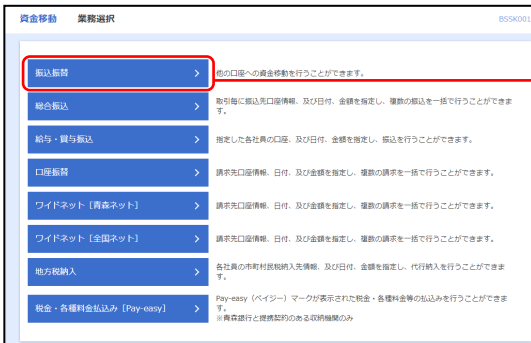 資金移動 業務選択 BSSK001
振込振替 他の口座への資金移動を行うことができます。
総合振込 取引毎に振込先口座情報、及び日付、金額を指定し、複数の振込を一括で行うことができま
す。
給与・賞与振込 指定した各社員の口座、及び日付、金額を指定し、振込を行うことができます。
口座振替 請求先口座情報、日付、及び金額を指定し、複数の請求を一括で行うことができます。
ワイドネット［青森ネット］ 請求先口座情報、日付、及び金額を指定し、複数の請求を一括で行うことができます。
ワイドネット［全国ネット］ 請求先口座情報、日付、及び金額を指定し、複数の請求を一括で行うことができます。
地方税納入 各社員の市町村民税納入先情報、及び日付、金額を指定し、代行納入を行うことができま
す。
税金・各種料金払込み［Pay-easy］ Pay-easy（ペイジー）マークが表示された税金・各種料金等の払込みを行うことができま
す。
※青森銀行と提携契約のある収納機関のみ